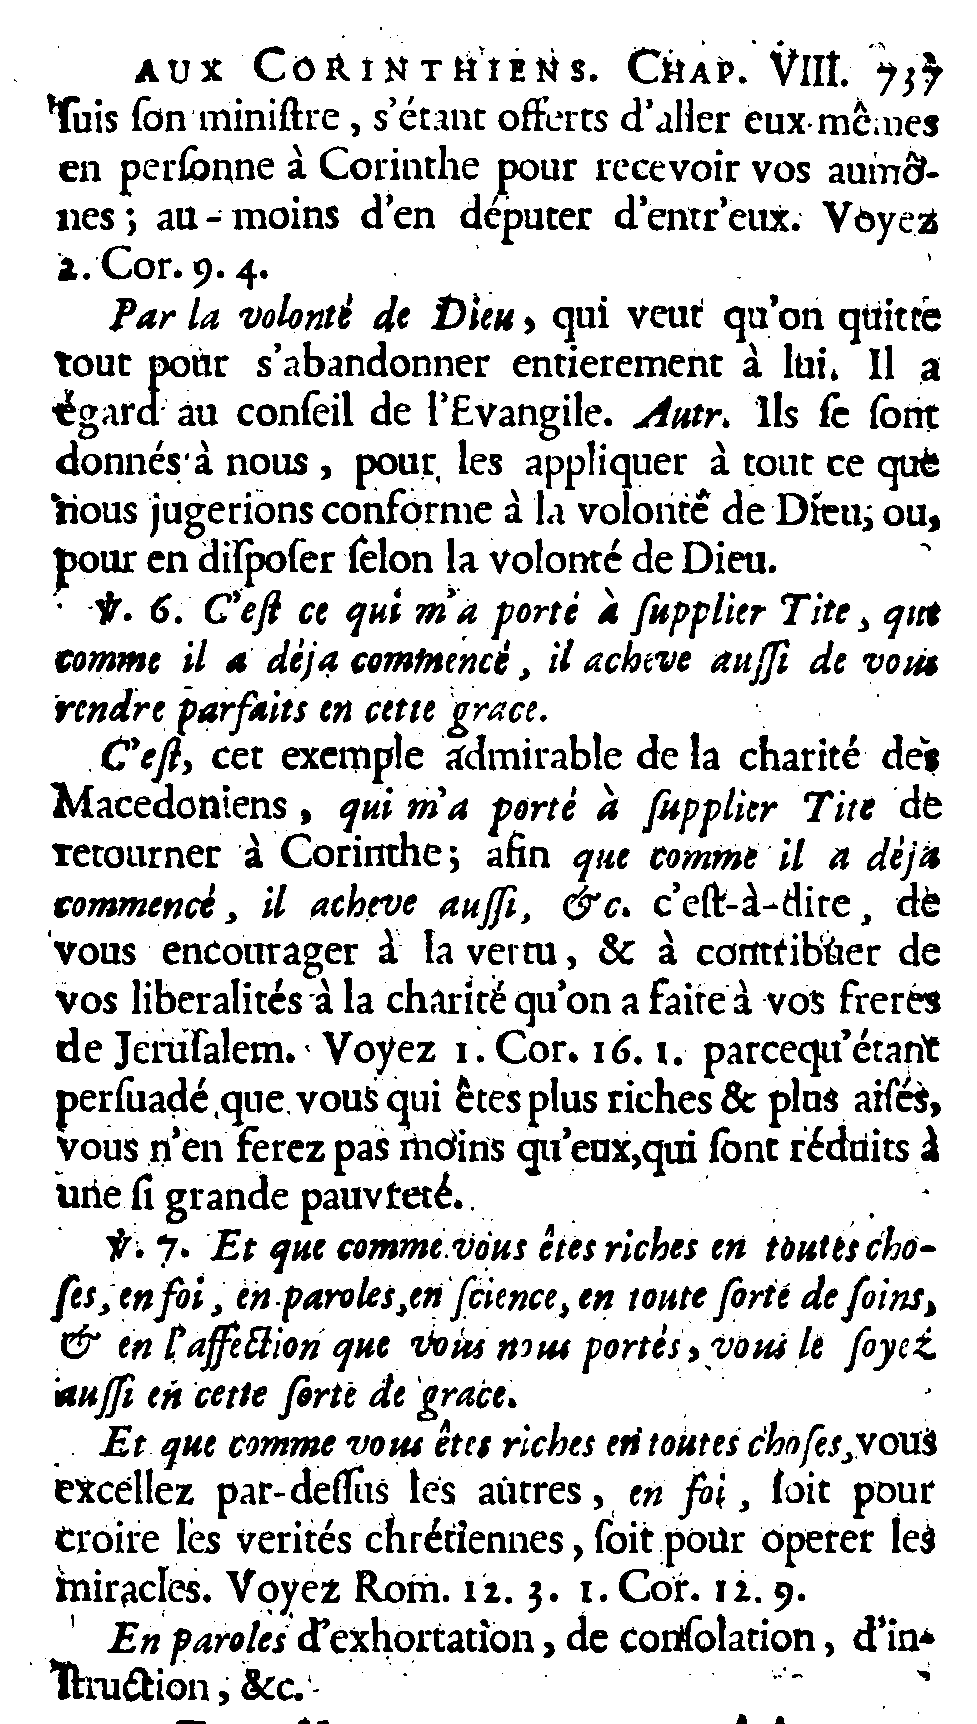 AUX CORINTHIENS. CHAP. VIII. 737
ſuis ſon miniſtre, s'étant offerts d'aller eux-mêmes
en perſonne à Corinthe pour recevoir vos aumô-
nes; au-moins d'en députer d'entr'eux. Voyez
2. Cor. 9. 4.
Par la volonté de Dieu, qui veut qu'on quitte
tout pour s'abandonner entierement à lui. Il a
égard au conſeil de l'Evangile. Autr. Ils ſe ſont
donnés à nous, pour les appliquer à tout ce que
nous jugerions conforme à la volonté de Dieu; ou,
pour en diſpoſer ſelon la volonté de Dieu.
℣. 6. C'eſt ce qui m'a porté à ſupplier Tite, que
comme il a déja commencé, il acheve auſſi de vous
rendre parfaits en cette grace.
C'eſt, cet exemple admirable de la charité des
Macedoniens, qui m'a porté à ſupplier Tite de
retourner à Corinthe; afin que comme il a déja
commencé, il acheve auſſi, &c. c'eſt-à-dire, de
vous encourager à la vertu, & à contribuer de
vos liberalités à la charité qu'on a faite à vos freres
de Jeruſalem. Voyez 1. Cor. 16. 1. parcequ'étant
perſuadé que vous qui êtes plus riches & plus aiſés,
vous n'en ferez pas moins qu'eux, qui ſont réduits à
une ſi grande pauvreté.
℣. 7. Et que comme vous êtes riches en toutes cho-
ſes, en foi, en paroles, en ſcience, en toute ſorte de ſoins,
& en l'affection que vous nous portés, vous le ſoyez
auſſi en cette ſorte de grace.
Et que comme vous êtes riches en toutes choſes, vous
excellez par-deſſus les autres, en foi, ſoit pour
croire les verités chrétiennes, ſoit pour operer les
miracles. Voyez Rom. 12. 3. 1. Cor. 12. 9.
En paroles d'exhortation, de conſolation, d'in-
ſtruction, &c.